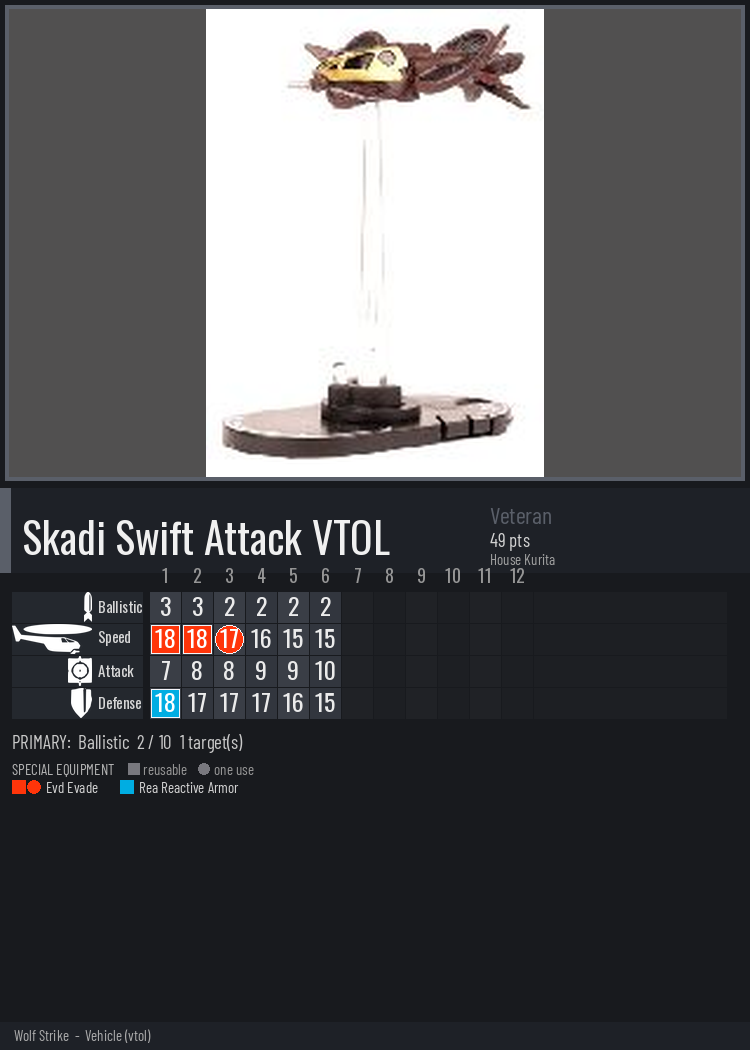 Skadi Swift Attack VTOL
Veteran
49 pts
House Kurita
1 2 3 4 5 6 7 8 9 10 11 12
Ballistic 3 3 2 2 2 2
Speed 18 18 17 16 15 15
Attack 7 8 8 9 9 10
Defense 18 17 17 17 16 15
PRIMARY: Ballistic 2 / 10 1 target(s)
SPECIAL EQUIPMENT reusable one use
Evd Evade Rea Reactive Armor
Wolf Strike - Vehicle (vtol)